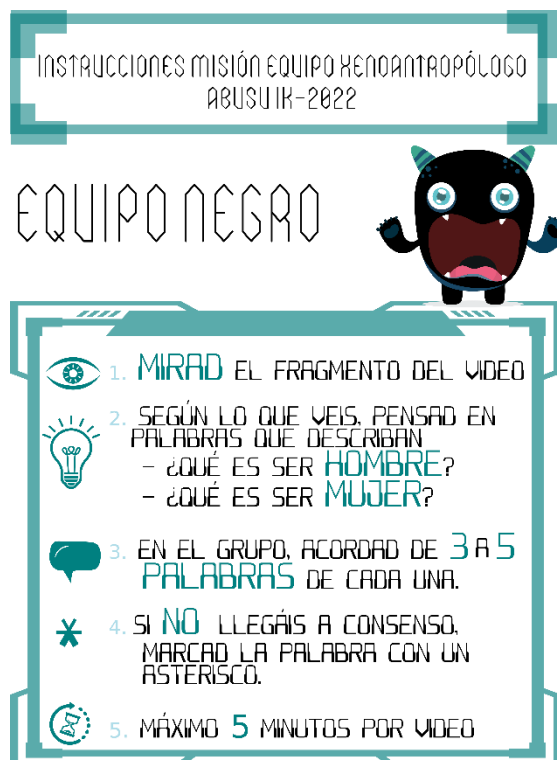 INSTRUCCIONES MISIÓN EQUIPO XENOANTROPÓLOGO
ABUSU IK-2022
EQUIPO NEGRO
1. MIRAD EL FRAGMENTO DEL VIDEO
2. SEGÚN LO QUE VEIS, PENSAD EN
PALABRAS QUE DESCRIBAN
- ¿QUÉ ES SER HOMBRE?
- ¿QUÉ ES SER MUJER?
3. EN EL GRUPO, ACORDAD DE 3 A 5
PALABRAS DE CADA UNA.
4. SI NO LLEGÁIS A CONSENSO,
MARCAD LA PALABRA CON UN
ASTERISCO.
5. MÁXIMO 5 MINUTOS POR VIDEO